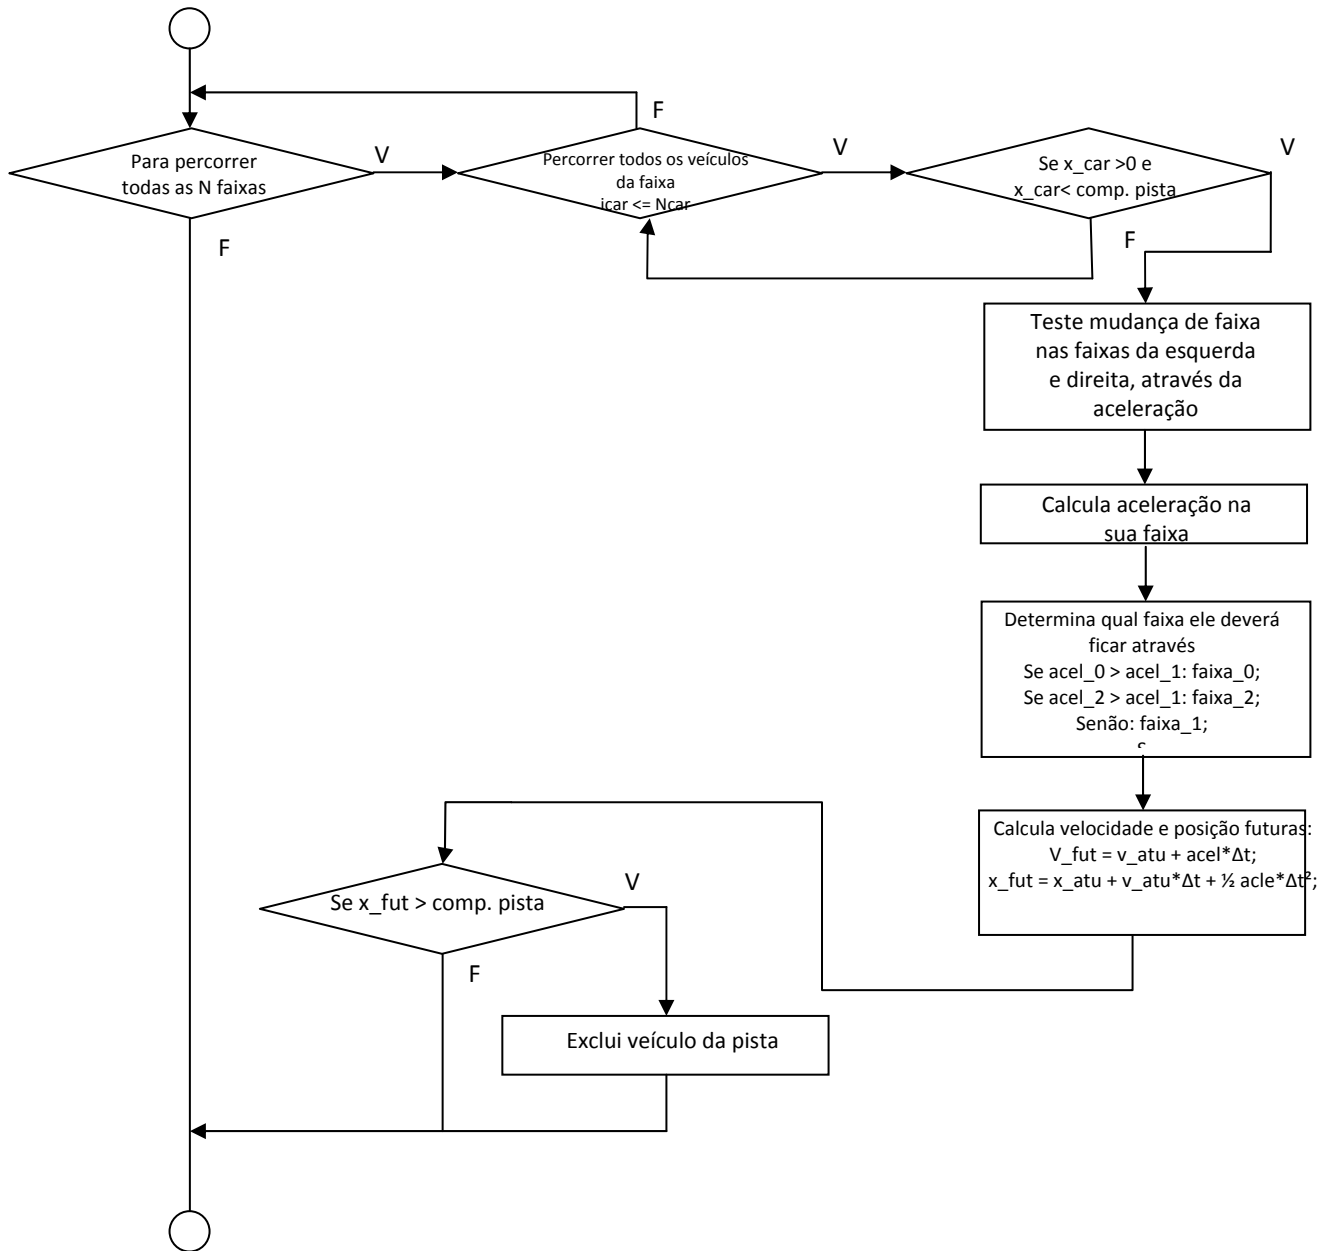 F
Para percorrer
todas as N faixas
V
Percorrer todos os veículos
da faixa
icar <= Ncar
V
Se x_car >0 e
x_car< comp. pista
V
F
F
Teste mudança de faixa
nas faixas da esquerda
e direita, através da
aceleração
Calcula aceleração na
sua faixa
Determina qual faixa ele deverá
ficar através
Se acel_0 > acel_1: faixa_0;
Se acel_2 > acel_1: faixa_2;
Senão: faixa_1;
Calcula velocidade e posição futuras:
V_fut = v_atu + acel*Δt;
x_fut = x_atu + v_atu*Δt + ½ acle*Δt²;
Se x_fut > comp. pista
V
F
Exclui veículo da pista